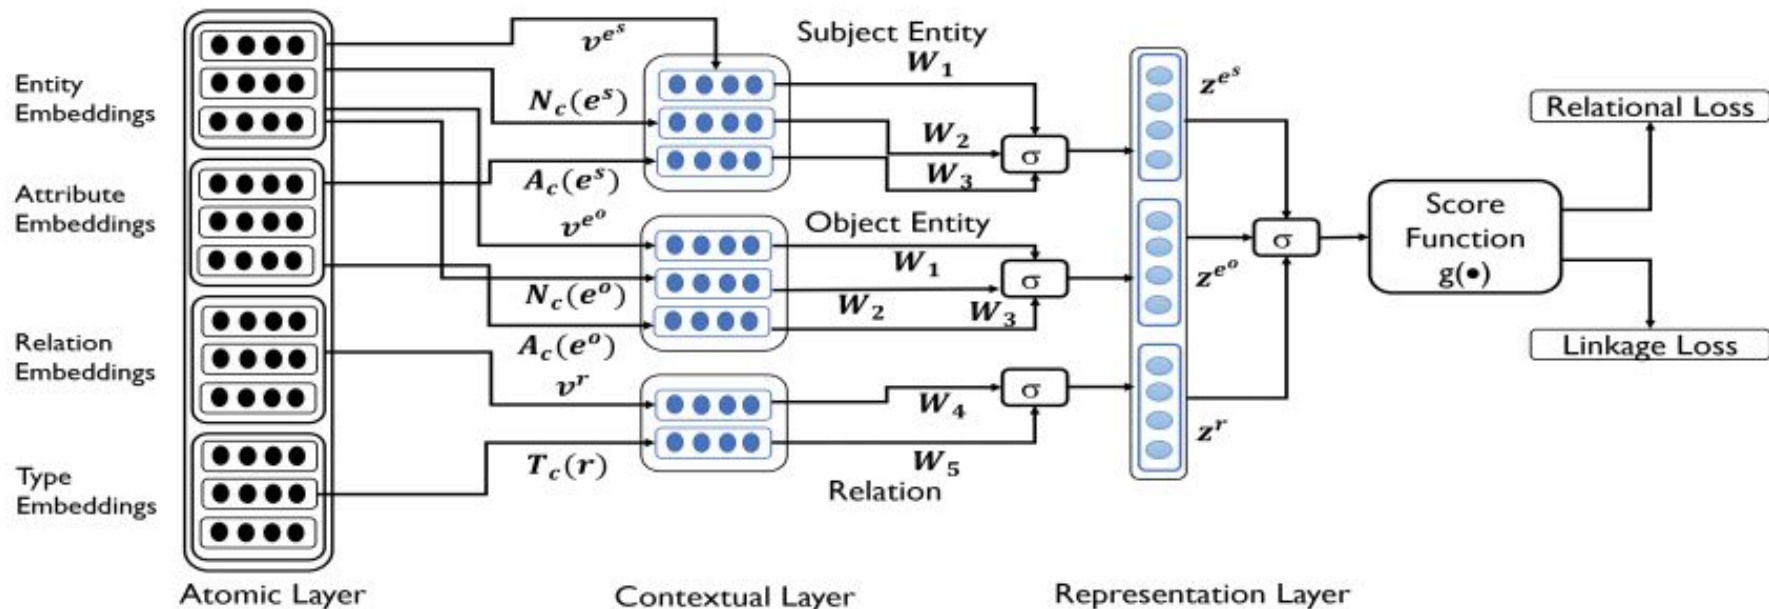 Entity
Embeddings
Attribute
Embeddings
Relation
Embeddings
Type
Embeddings
Atomic Layer
v^{e^s}
N_c(e^s)
A_c(e^s)
v^{e^o}
N_c(e^o)
A_c(e^o)
v^r
T_c(r)
Contextual Layer
Subject Entity
W_1
W_2
W_3
σ
Object Entity
W_1
W_2
W_3
σ
W_4
W_5
σ
Relation
Representation Layer
z^{e^s}
z^{e^o}
z^r
σ
Score
Function
g(•)
Relational Loss
Linkage Loss